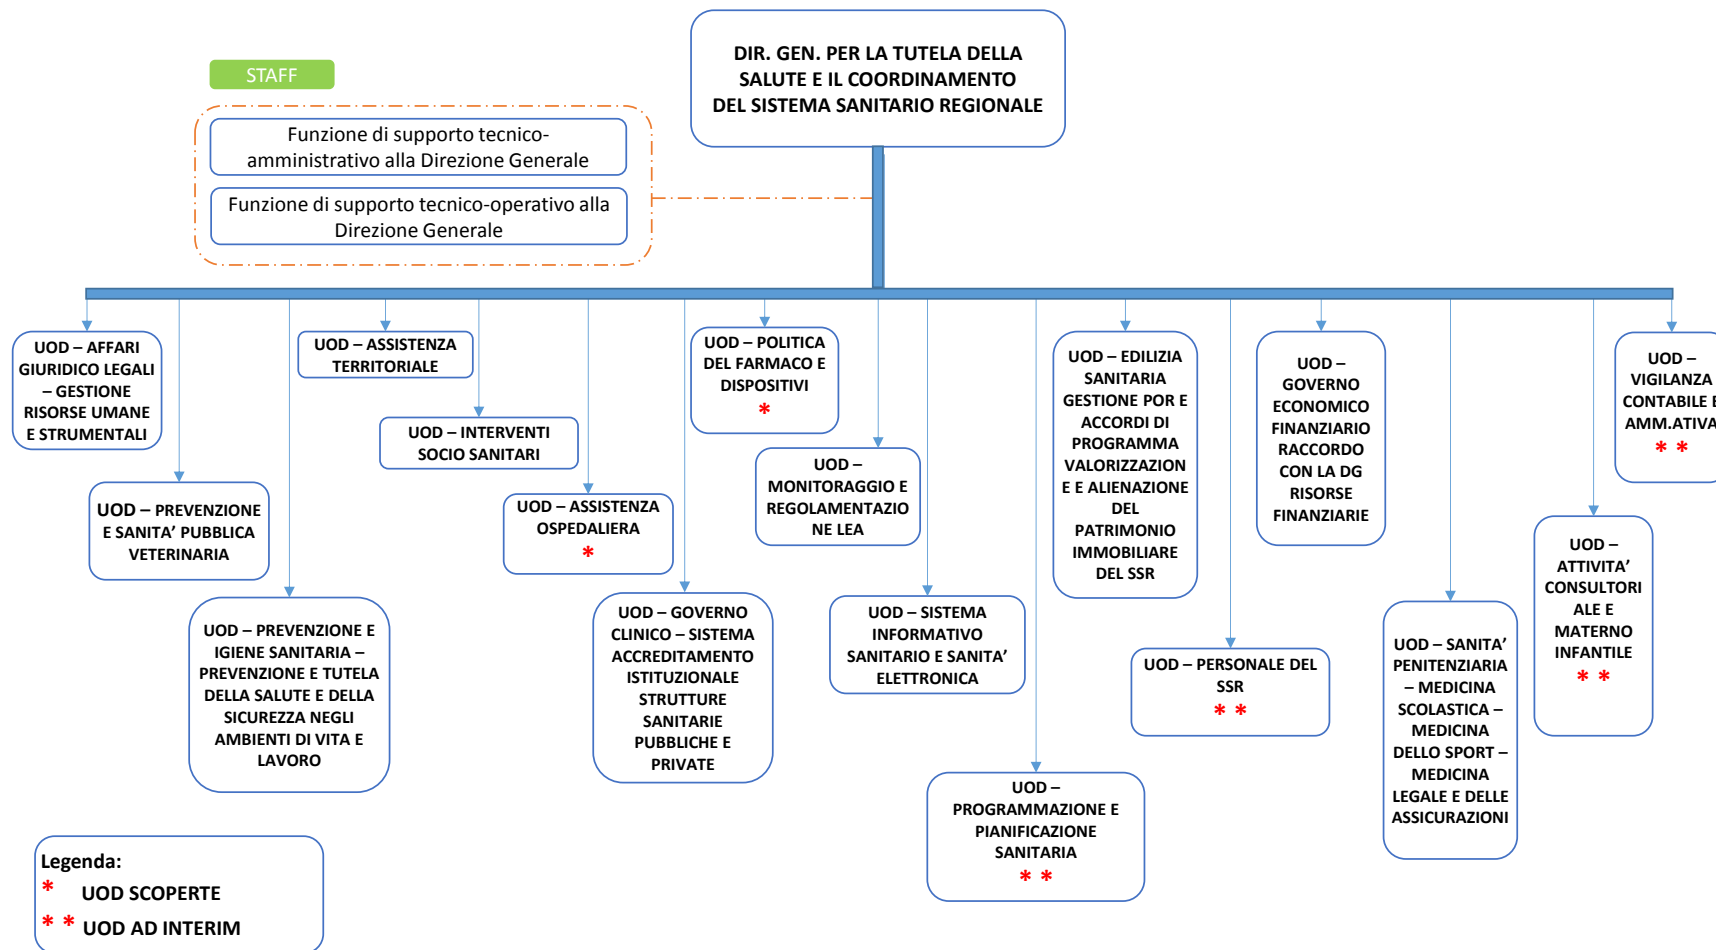 DIR. GEN. PER LA TUTELA DELLA
SALUTE E IL COORDINAMENTO
DEL SISTEMA SANITARIO REGIONALE
STAFF
Funzione di supporto tecnico-
amministrativo alla Direzione Generale
Funzione di supporto tecnico-operativo alla
Direzione Generale
UOD – AFFARI
GIURIDICO LEGALI
– GESTIONE
RISORSE UMANE
E STRUMENTALI
UOD – PREVENZIONE
E SANITA’ PUBBLICA
VETERINARIA
UOD – PREVENZIONE E
IGIENE SANITARIA –
PREVENZIONE E TUTELA
DELLA SALUTE E DELLA
SICUREZZA NEGLI
AMBIENTI DI VITA E
LAVORO
UOD – ASSISTENZA
TERRITORIALE
UOD – INTERVENTI
SOCIO SANITARI
UOD – ASSISTENZA
OSPEDALIERA
*
UOD – GOVERNO
CLINICO – SISTEMA
ACCREDITAMENTO
ISTITUZIONALE
STRUTTURE
SANITARIE
PUBBLICHE E
PRIVATE
UOD – POLITICA
DEL FARMACO E
DISPOSITIVI
*
UOD –
MONITORAGGIO E
REGOLAMENTAZIO
NE LEA
UOD – SISTEMA
INFORMATIVO
SANITARIO E SANITA’
ELETTRONICA
UOD –
PROGRAMMAZIONE E
PIANIFICAZIONE
SANITARIA
* *
UOD – EDILIZIA
SANITARIA
GESTIONE POR E
ACCORDI DI
PROGRAMMA
VALORIZZAZION
E E ALIENAZIONE
DEL
PATRIMONIO
IMMOBILIARE
DEL SSR
UOD – PERSONALE DEL
SSR
* *
UOD –
GOVERNO
ECONOMICO
FINANZIARIO
RACCORDO
CON LA DG
RISORSE
FINANZIARIE
UOD – SANITA’
PENITENZIARIA
– MEDICINA
SCOLASTICA –
MEDICINA
DELLO SPORT –
MEDICINA
LEGALE E DELLE
ASSICURAZIONI
UOD –
ATTIVITA’
CONSULTORI
ALE E
MATERNO
INFANTILE
* *
UOD –
VIGILANZA
CONTABILE E
AMM.ATIVA
* *
Legenda:
* UOD SCOPERTE
* * UOD AD INTERIM